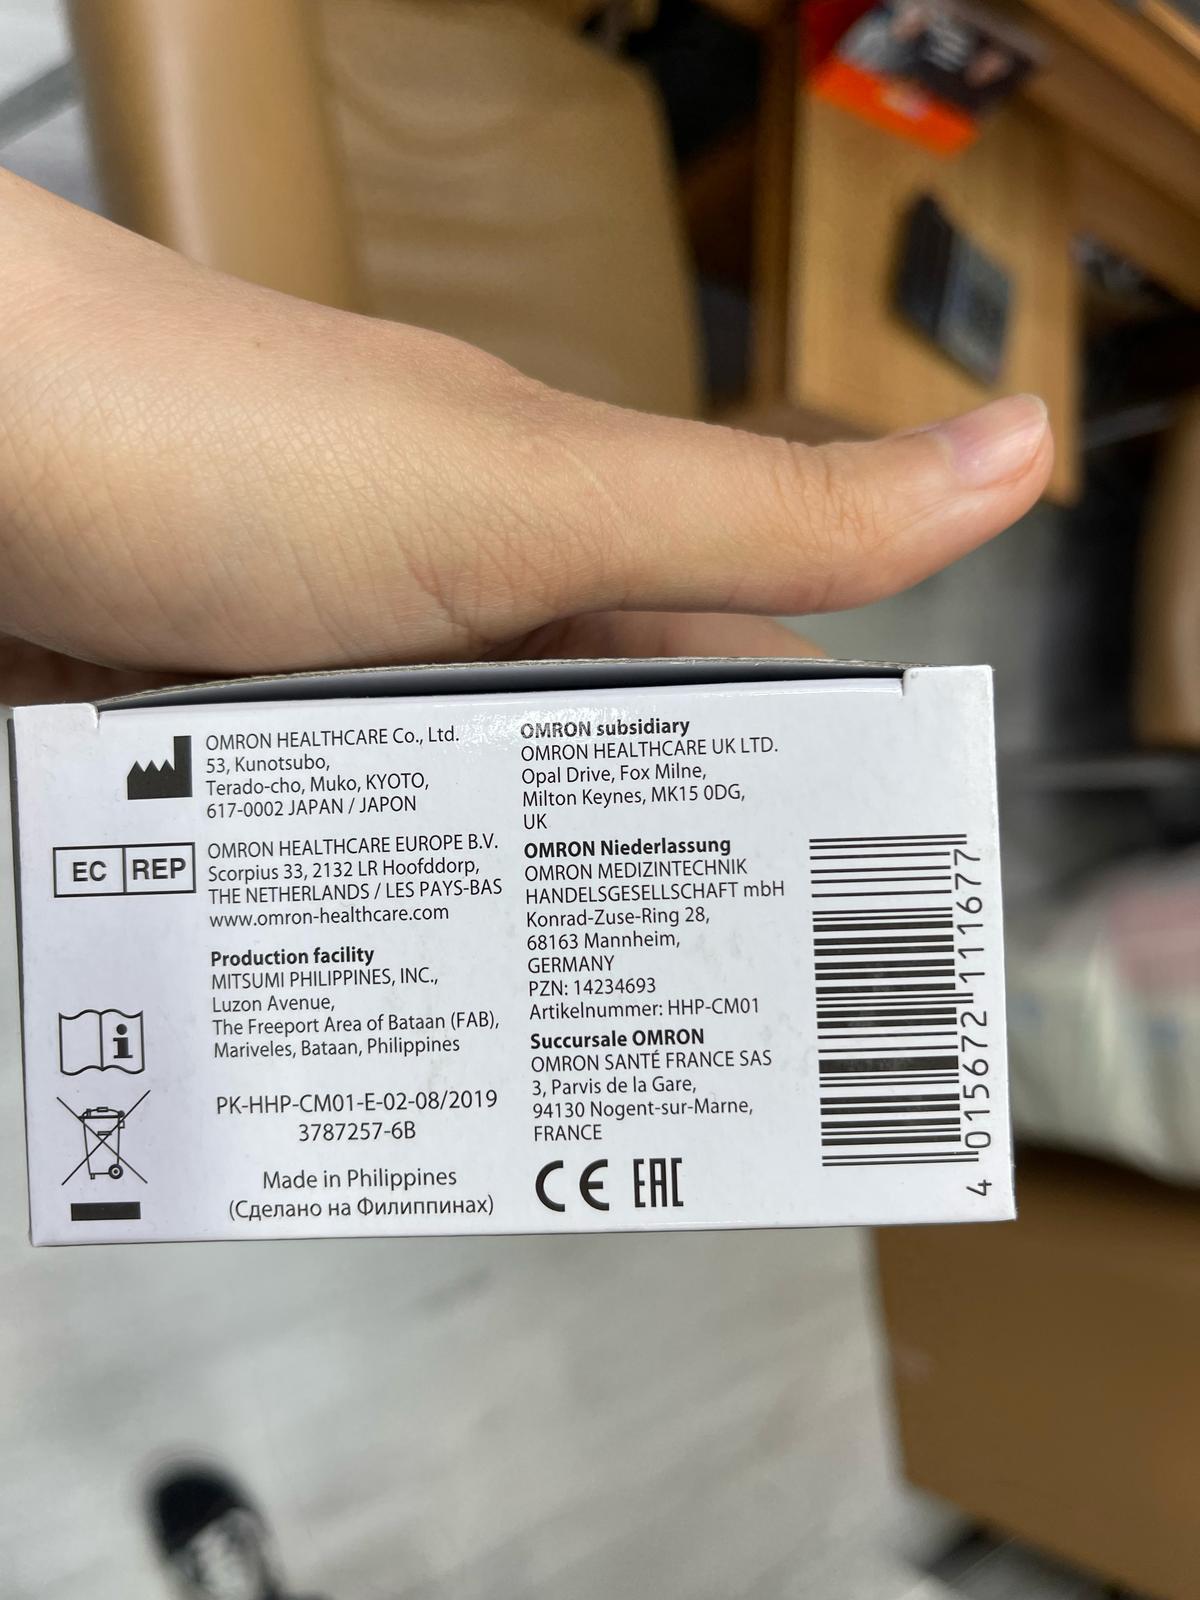 OMRON HEALTHCARE Co., Ltd.
53, Kunotsubo,
Terado-cho, Muko, KYOTO,
617-0002 JAPAN / JAPON
EC REP
OMRON HEALTHCARE EUROPE B.V.
Scorpius 33, 2132 LR Hoofddorp,
THE NETHERLANDS / LES PAYS-BAS
www.omron-healthcare.com
Production facility
MITSUMI PHILIPPINES, INC.,
Luzon Avenue,
The Freeport Area of Bataan (FAB),
Mariveles, Bataan, Philippines
PK-HHP-CM01-E-02-08/2019
3787257-6B
Made in Philippines
(Сделано на Филиппинах)
OMRON subsidiary
OMRON HEALTHCARE UK LTD.
Opal Drive, Fox Milne,
Milton Keynes, MK15 0DG,
UK
OMRON Niederlassung
OMRON MEDIZINTECHNIK
HANDELSGESELLSCHAFT mbH
Konrad-Zuse-Ring 28,
68163 Mannheim,
GERMANY
PZN: 14234693
Artikelnummer: HHP-CM01
Succursale OMRON
OMRON SANTÉ FRANCE SAS
3, Parvis de la Gare,
94130 Nogent-sur-Marne,
FRANCE
CE EAC
4 015672 111677